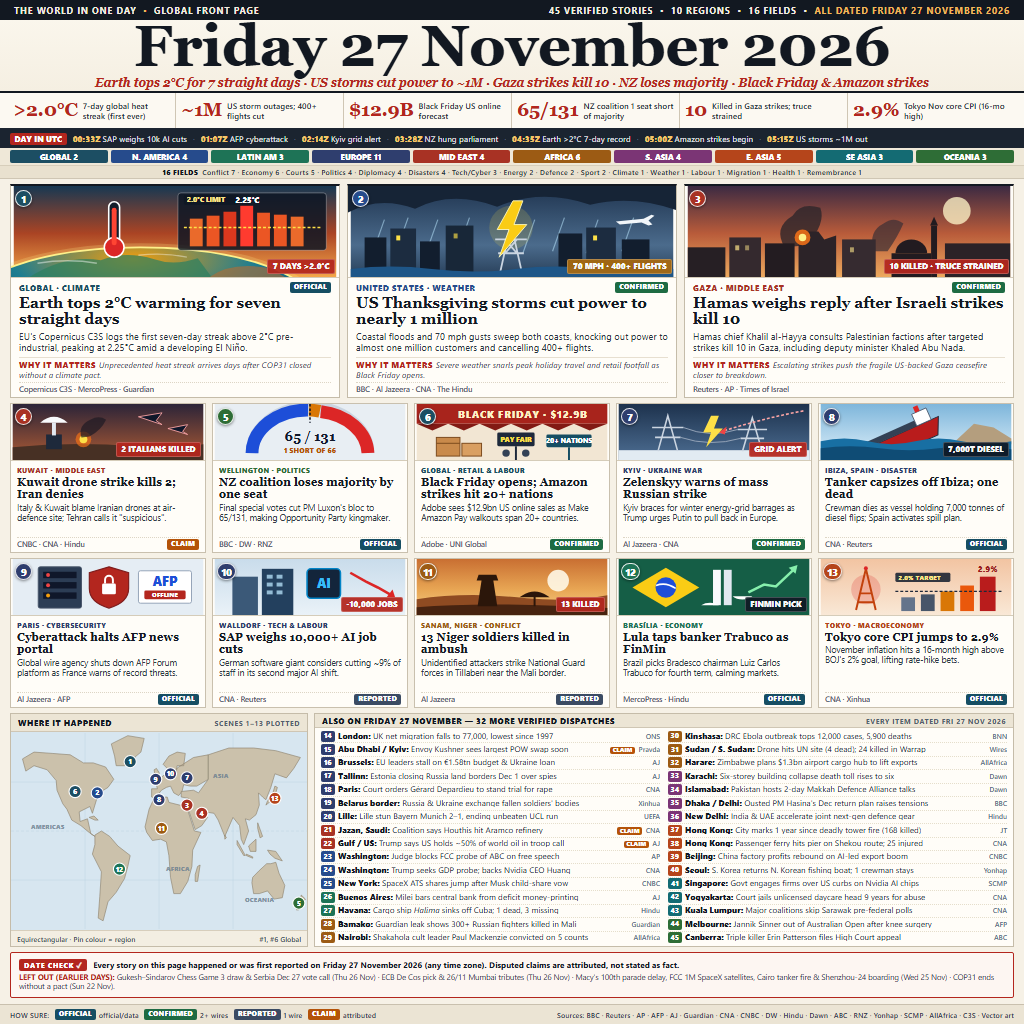 THE WORLD IN ONE DAY • GLOBAL FRONT PAGE
45 VERIFIED STORIES • 10 REGIONS • 16 FIELDS • ALL DATED FRIDAY 27 NOVEMBER 2026
Friday 27 November 2026
Earth tops 2°C for 7 straight days · US storms cut power to ~1M · Gaza strikes kill 10 · NZ loses majority · Black Friday & Amazon strikes
>2.0°C 7-day global heat streak (first ever)
~1M US storm outages; 400+ flights cut
$12.9B Black Friday US online forecast
65/131 NZ coalition 1 seat short of majority
10 Killed in Gaza strikes; truce strained
2.9% Tokyo Nov core CPI (16-mo high)
DAY IN UTC 00:33Z SAP weighs 10k AI cuts · 01:07Z AFP cyberattack · 02:14Z Kyiv grid alert · 03:28Z NZ hung parliament · 04:35Z Earth >2°C 7-day record · 05:00Z Amazon strikes begin · 05:15Z US storms ~1M out
GLOBAL 2 N. AMERICA 4 LATIN AM 3 EUROPE 11 MID EAST 4 AFRICA 6 S. ASIA 4 E. ASIA 5 SE ASIA 3 OCEANIA 3
16 FIELDS Conflict 7 · Economy 6 · Courts 5 · Politics 4 · Diplomacy 4 · Disasters 4 · Tech/Cyber 3 · Energy 2 · Defence 2 · Sport 2 · Climate 1 · Weather 1 · Labour 1 · Migration 1 · Health 1 · Remembrance 1
1
2.0°C LIMIT 2.25°C
7 DAYS >2.0°C
GLOBAL · CLIMATE OFFICIAL
Earth tops 2°C warming for seven
straight days
EU's Copernicus C3S logs the first seven-day streak above 2°C pre-
industrial, peaking at 2.25°C amid a developing El Niño.
WHY IT MATTERS Unprecedented heat streak arrives days after COP31 closed
without a climate pact.
Copernicus C3S · MercoPress · Guardian
2
70 MPH · 400+ FLIGHTS
UNITED STATES · WEATHER CONFIRMED
US Thanksgiving storms cut power to
nearly 1 million
Coastal floods and 70 mph gusts sweep both coasts, knocking out power to
almost one million customers and cancelling 400+ flights.
WHY IT MATTERS Severe weather snarls peak holiday travel and retail footfall as
Black Friday opens.
BBC · Al Jazeera · CNA · The Hindu
3
10 KILLED · TRUCE STRAINED
GAZA · MIDDLE EAST CONFIRMED
Hamas weighs reply after Israeli strikes
kill 10
Hamas chief Khalil al-Hayya consults Palestinian factions after targeted
strikes kill 10 in Gaza, including deputy minister Khaled Abu Nada.
WHY IT MATTERS Escalating strikes push the fragile US-backed Gaza ceasefire
closer to breakdown.
Reuters · AP · Times of Israel
4
2 ITALIANS KILLED
KUWAIT · MIDDLE EAST
Kuwait drone strike kills 2;
Iran denies
Italy & Kuwait blame Iranian drones at air-
defence site; Tehran calls it "suspicious".
CNBC · CNA · Hindu CLAIM
5
65 / 131
1 SHORT OF 66
WELLINGTON · POLITICS
NZ coalition loses majority by
one seat
Final special votes cut PM Luxon's bloc to
65/131, making Opportunity Party kingmaker.
BBC · DW · RNZ OFFICIAL
6
BLACK FRIDAY · $12.9B
PAY FAIR
20+ NATIONS
GLOBAL · RETAIL & LABOUR
Black Friday opens; Amazon
strikes hit 20+ nations
Adobe sees $12.9bn US online sales as Make
Amazon Pay walkouts span 20+ countries.
Adobe · UNI Global CONFIRMED
7
GRID ALERT
KYIV · UKRAINE WAR
Zelenskyy warns of mass
Russian strike
Kyiv braces for winter energy-grid barrages as
Trump urges Putin to pull back in Europe.
Al Jazeera · CNA CONFIRMED
8
7,000T DIESEL
IBIZA, SPAIN · DISASTER
Tanker capsizes off Ibiza; one
dead
Crewman dies as vessel holding 7,000 tonnes of
diesel flips; Spain activates spill plan.
CNA · Reuters OFFICIAL
9
AFP
OFFLINE
PARIS · CYBERSECURITY
Cyberattack halts AFP news
portal
Global wire agency shuts down AFP Forum
platform as France warns of record threats.
Al Jazeera · AFP OFFICIAL
10
AI
-10,000 JOBS
WALLDORF · TECH & LABOUR
SAP weighs 10,000+ AI job
cuts
German software giant considers cutting ~9% of
staff in its second major AI shift.
CNA · Reuters REPORTED
11
13 KILLED
SANAM, NIGER · CONFLICT
13 Niger soldiers killed in
ambush
Unidentified attackers strike National Guard
forces in Tillaberi near the Mali border.
Al Jazeera REPORTED
12
FINMIN PICK
BRASÍLIA · ECONOMY
Lula taps banker Trabuco as
FinMin
Brazil picks Bradesco chairman Luiz Carlos
Trabuco for fourth term, calming markets.
MercoPress · Hindu OFFICIAL
13
2.0% TARGET
2.9%
TOKYO · MACROECONOMY
Tokyo core CPI jumps to 2.9%
November inflation hits a 16-month high above
BOJ's 2% goal, lifting rate-hike bets.
CNA · Xinhua OFFICIAL
WHERE IT HAPPENED SCENES 1–13 PLOTTED
AMERICAS ASIA AFRICA OCEANIA
1 2 3 4 5 6 7 8 9 10 11 12 13
Equirectangular · Pin colour = region #1, #6 Global
ALSO ON FRIDAY 27 NOVEMBER — 32 MORE VERIFIED DISPATCHES EVERY ITEM DATED FRI 27 NOV 2026
14 London: UK net migration falls to 77,000, lowest since 1997 ONS
15 Abu Dhabi / Kyiv: Envoy Kushner sees largest POW swap soon CLAIM Pravda
16 Brussels: EU leaders stall on €1.58tn budget & Ukraine loan AJ
17 Tallinn: Estonia closing Russia land borders Dec 1 over spies AJ
18 Paris: Court orders Gérard Depardieu to stand trial for rape CNA
19 Belarus border: Russia & Ukraine exchange fallen soldiers' bodies Xinhua
20 Lille: Lille stun Bayern Munich 2–1, ending unbeaten UCL run UEFA
21 Jazan, Saudi: Coalition says Houthis hit Aramco refinery CLAIM CNA
22 Gulf / US: Trump says US holds ~50% of world oil in troop call CLAIM AJ
23 Washington: Judge blocks FCC probe of ABC on free speech AP
24 Washington: Trump seeks GDP probe; backs Nvidia CEO Huang CNA
25 New York: SpaceX ATS shares jump after Musk child-share vow CNBC
26 Buenos Aires: Milei bars central bank from deficit money-printing AJ
27 Havana: Cargo ship Halima sinks off Cuba; 1 dead, 3 missing Hindu
28 Bamako: Guardian leak shows 300+ Russian fighters killed in Mali Guardian
29 Nairobi: Shakahola cult leader Paul Mackenzie convicted on 5 counts AllAfrica
30 Kinshasa: DRC Ebola outbreak tops 12,000 cases, 5,900 deaths BNN
31 Sudan / S. Sudan: Drone hits UN site (4 dead); 24 killed in Warrap Wires
32 Harare: Zimbabwe plans $1.3bn airport cargo hub to lift exports AllAfrica
33 Karachi: Six-storey building collapse death toll rises to six Dawn
34 Islamabad: Pakistan hosts 2-day Makkah Defence Alliance talks Dawn
35 Dhaka / Delhi: Ousted PM Hasina's Dec return plan raises tensions BBC
36 New Delhi: India & UAE accelerate joint next-gen defence gear Hindu
37 Hong Kong: City marks 1 year since deadly tower fire (168 killed) JT
38 Hong Kong: Passenger ferry hits pier on Shekou route; 25 injured CNA
39 Beijing: China factory profits rebound on AI-led export boom CNBC
40 Seoul: S. Korea returns N. Korean fishing boat; 1 crewman stays Yonhap
41 Singapore: Govt engages firms over US curbs on Nvidia AI chips SCMP
42 Yogyakarta: Court jails unlicensed daycare head 9 years for abuse CNA
43 Kuala Lumpur: Major coalitions skip Sarawak pre-federal polls CNA
44 Melbourne: Jannik Sinner out of Australian Open after knee surgery AFP
45 Canberra: Triple killer Erin Patterson files High Court appeal ABC
DATE CHECK ✓ Every story on this page happened or was first reported on Friday 27 November 2026 (any time zone). Disputed claims are attributed, not stated as fact.
LEFT OUT (EARLIER DAYS): Gukesh–Sindarov Chess Game 3 draw & Serbia Dec 27 vote call (Thu 26 Nov) · ECB De Cos pick & 26/11 Mumbai tributes (Thu 26 Nov) · Macy's 100th parade delay, FCC 1M SpaceX satellites, Cairo tanker fire & Shenzhou-24 boarding (Wed 25 Nov) · COP31 ends
without a pact (Sun 22 Nov).
HOW SURE: OFFICIAL official/data CONFIRMED 2+ wires REPORTED 1 wire CLAIM attributed
Sources: BBC · Reuters · AP · AFP · AJ · Guardian · CNA · CNBC · DW · Hindu · Dawn · ABC · RNZ · Yonhap · SCMP · AllAfrica · C3S · Vector art